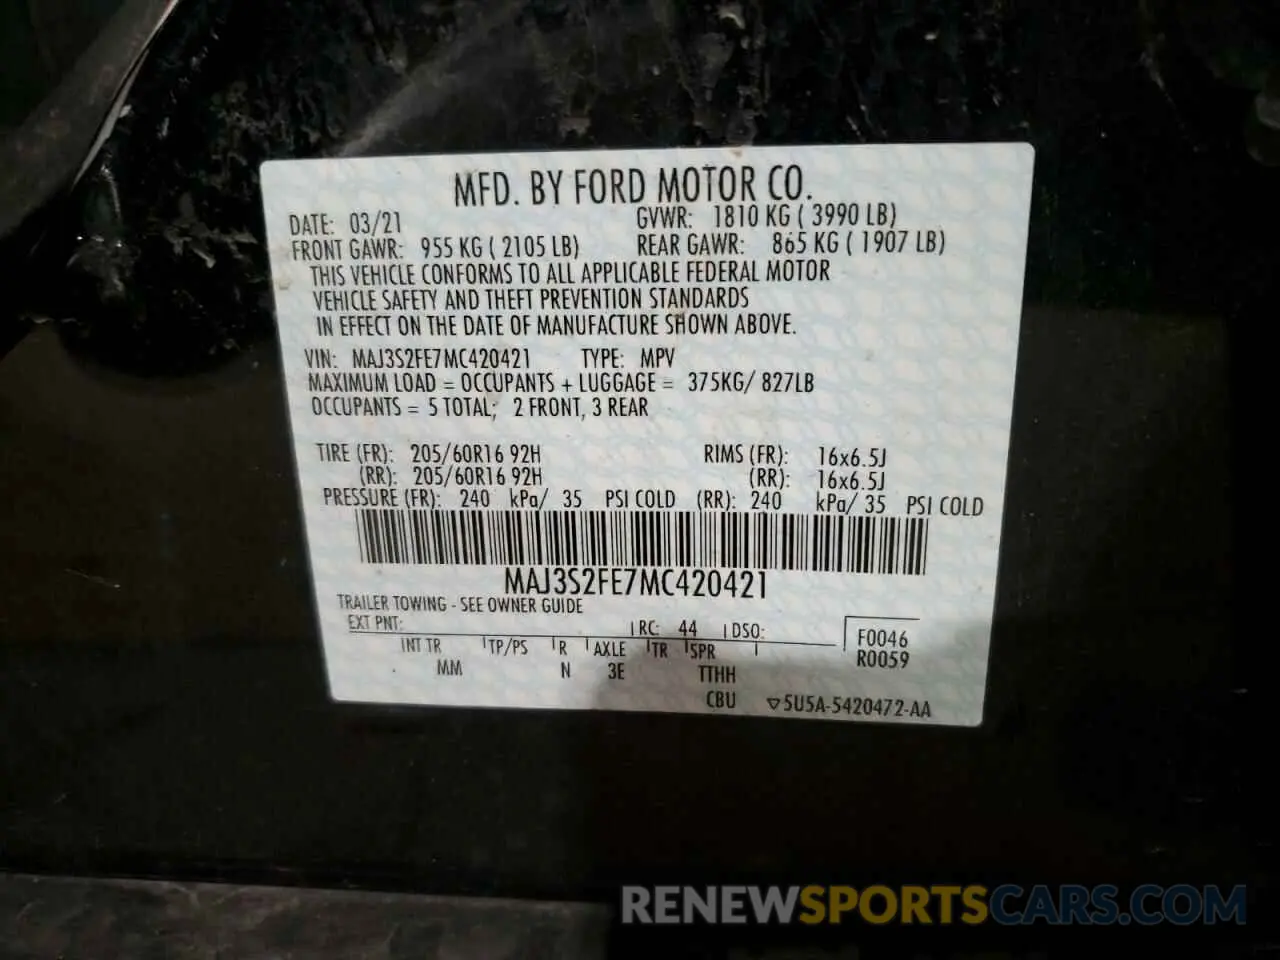 MFD. BY FORD MOTOR CO.
DATE: 03/21 GVWR: 1810 KG ( 3990 LB)
FRONT GAWR: 955 KG ( 2105 LB) REAR GAWR: 865 KG ( 1907 LB)
THIS VEHICLE CONFORMS TO ALL APPLICABLE FEDERAL MOTOR
VEHICLE SAFETY AND THEFT PREVENTION STANDARDS
IN EFFECT ON THE DATE OF MANUFACTURE SHOWN ABOVE.
VIN: MAJ3S2FE7MC420421 TYPE: MPV
MAXIMUM LOAD = OCCUPANTS + LUGGAGE = 375KG/ 827LB
OCCUPANTS = 5 TOTAL; 2 FRONT, 3 REAR
TIRE (FR): 205/60R16 92H RIMS (FR): 16x6.5J
(RR): 205/60R16 92H (RR): 16x6.5J
PRESSURE (FR): 240 kPa/ 35 PSI COLD (RR): 240 kPa/ 35 PSI COLD
MAJ3S2FE7MC420421
TRAILER TOWING - SEE OWNER GUIDE
EXT PNT: RC: 44 DSO: F0046
INT TR TP/PS R AXLE TR SPR R0059
MM N 3E TTHH
CBU ▽5U5A-5420472-AA
RENEWSPORTSCARS.COM